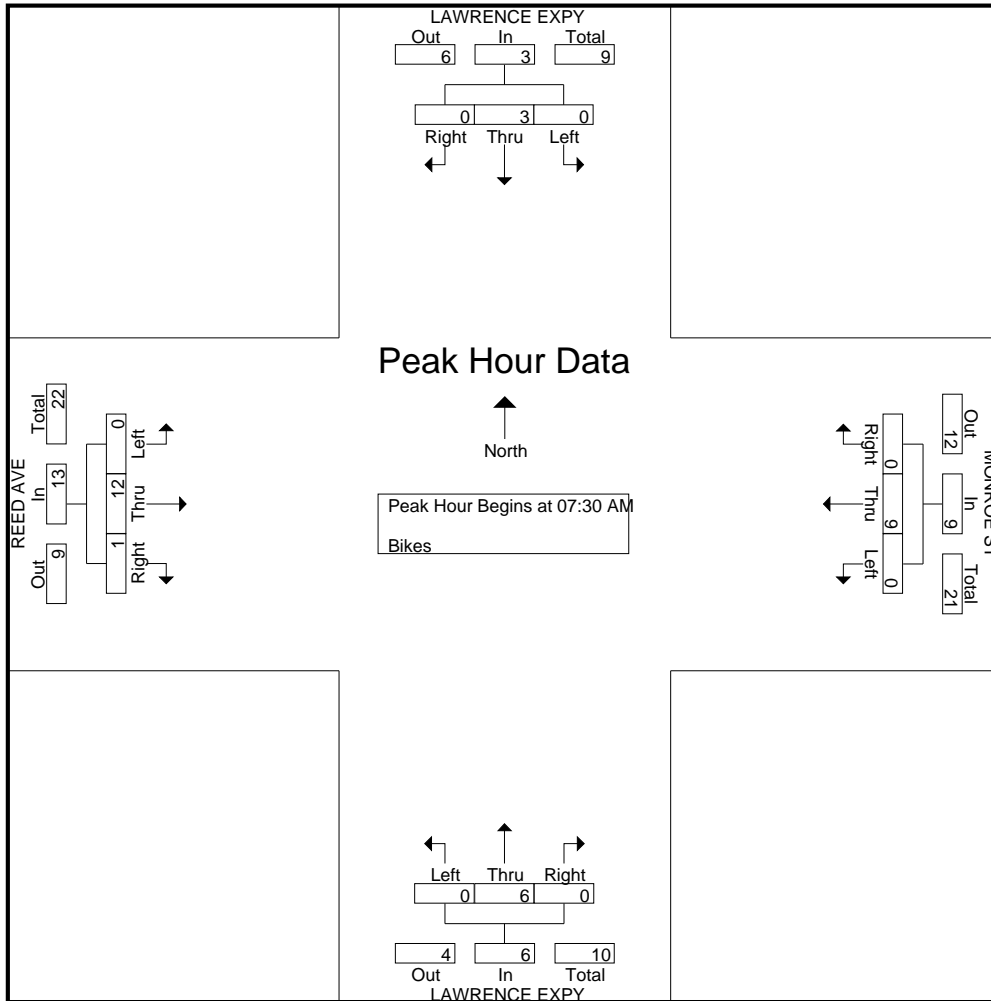 LAWRENCE EXPY
Out In Total
6 3 9
0 3 0
Right Thru Left
Peak Hour Data
North
Peak Hour Begins at 07:30 AM
Bikes
REED AVE
Out In Total
9 13 22
Right Thru Left
1 12 0
MONROE ST
Out In Total
12 9 21
Right Thru Left
0 9 0
Left Thru Right
0 6 0
4 6 10
Out In Total
LAWRENCE EXPY